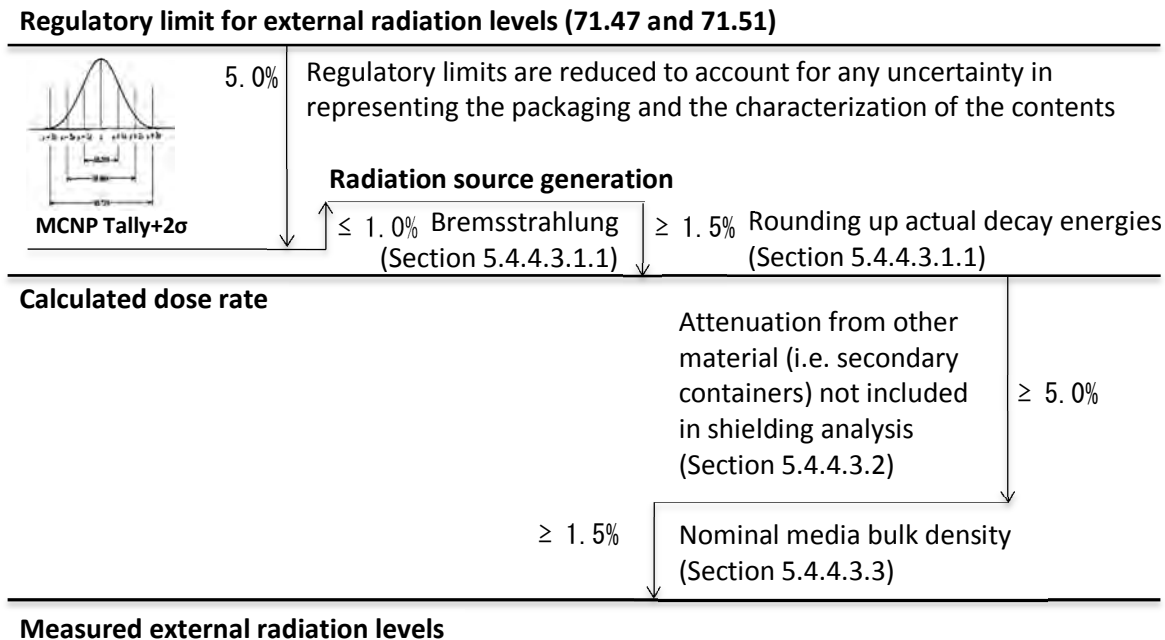 Regulatory limit for external radiation levels (71.47 and 71.51)
5.0%
Regulatory limits are reduced to account for any uncertainty in
representing the packaging and the characterization of the contents
MCNP Tally+2σ
Radiation source generation
≤ 1.0% Bremsstrahlung
(Section 5.4.4.3.1.1)
≥ 1.5% Rounding up actual decay energies
(Section 5.4.4.3.1.1)
Calculated dose rate
Attenuation from other
material (i.e. secondary
containers) not included
in shielding analysis
(Section 5.4.4.3.2)
≥ 5.0%
≥ 1.5%
Nominal media bulk density
(Section 5.4.4.3.3)
Measured external radiation levels